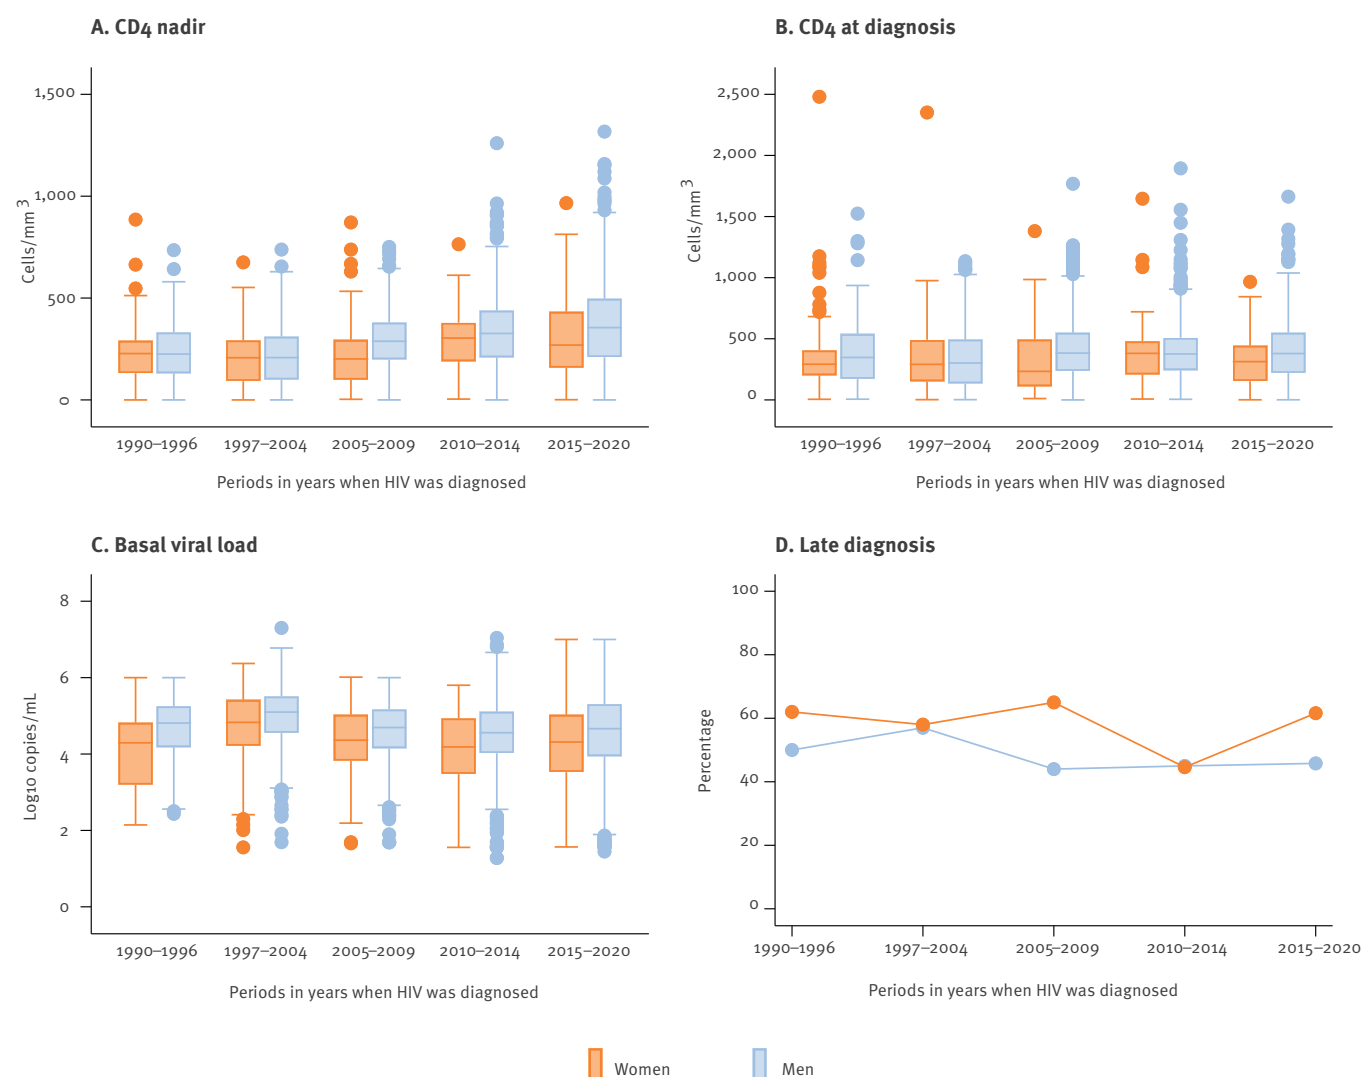 A. CD4 nadir
1,500
1,000
500
0
Cells/mm 3
1990–1996 1997–2004 2005–2009 2010–2014 2015–2020
Periods in years when HIV was diagnosed
B. CD4 at diagnosis
2,500
2,000
1,500
1,000
500
0
Cells/mm 3
1990–1996 1997–2004 2005–2009 2010–2014 2015–2020
Periods in years when HIV was diagnosed
C. Basal viral load
8
6
4
2
0
Log10 copies/mL
1990–1996 1997–2004 2005–2009 2010–2014 2015–2020
Periods in years when HIV was diagnosed
D. Late diagnosis
100
80
60
40
20
0
Percentage
1990–1996 1997–2004 2005–2009 2010–2014 2015–2020
Periods in years when HIV was diagnosed
Women Men